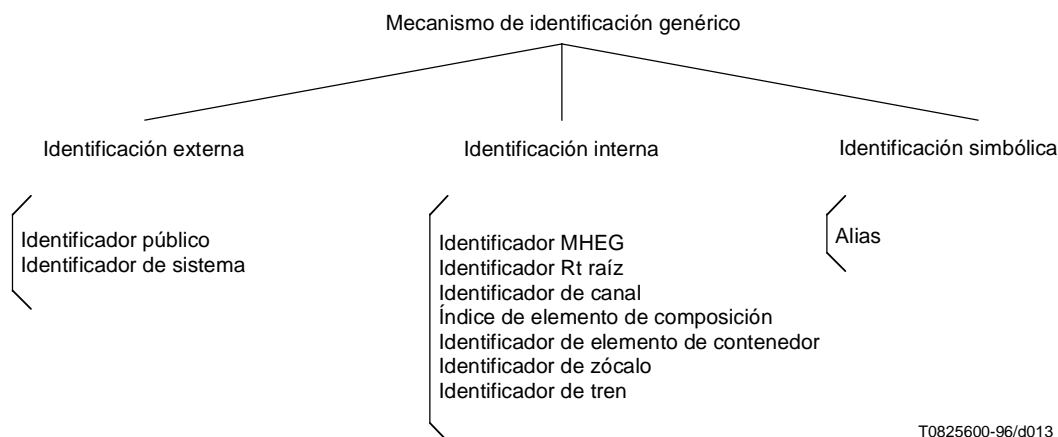 Mecanismo de identificación genérico
Identificación externa
Identificador público
Identificador de sistema
Identificación interna
Identificador MHEG
Identificador Rt raíz
Identificador de canal
Índice de elemento de composición
Identificador de elemento de contenedor
Identificador de zócalo
Identificador de tren
Identificación simbólica
Alias
T0825600-96/d013